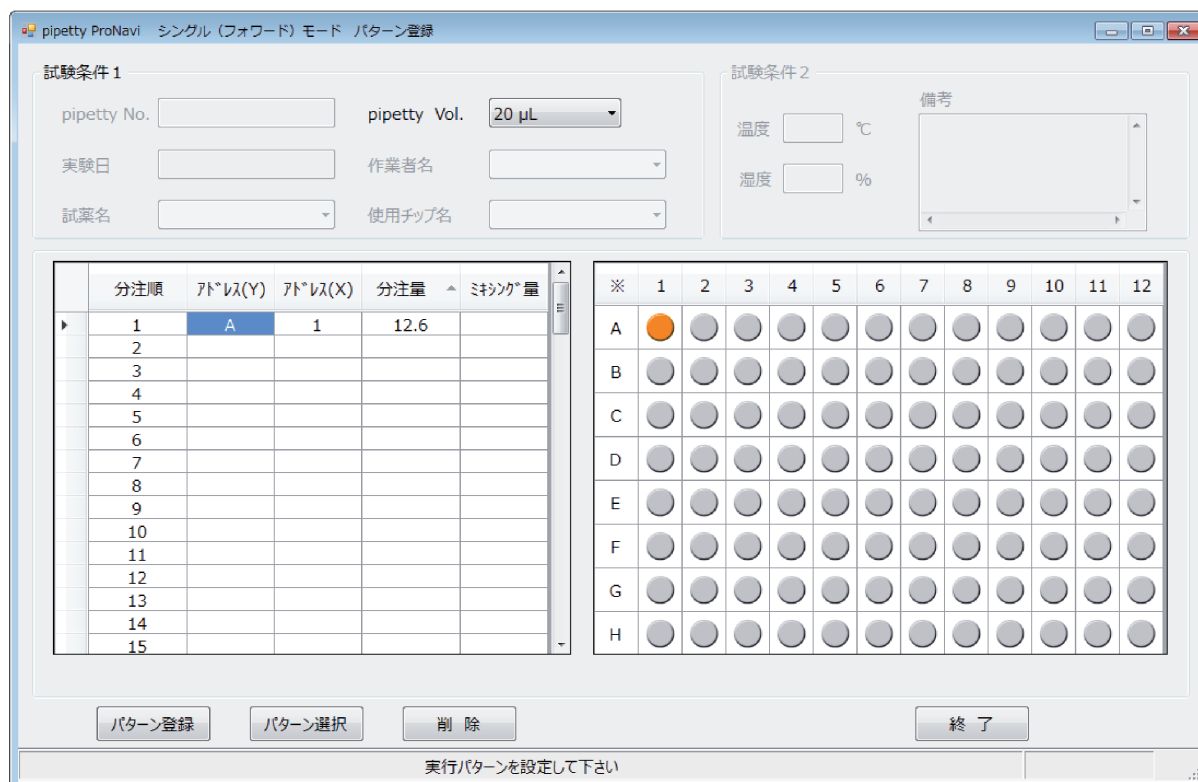 pipetty ProNavi シングル（フォワード）モード パターン登録
試験条件１
pipetty No.
pipetty Vol. 20 µL
実験日
作業者名
試薬名
使用チップ名
試験条件２
備考
温度 ℃
湿度 %
分注順 ｱﾄﾞﾚｽ(Y) ｱﾄﾞﾚｽ(X) 分注量 ﾐｷｼﾝｸﾞ量
1 A 1 12.6
2
3
4
5
6
7
8
9
10
11
12
13
14
15
※ 1 2 3 4 5 6 7 8 9 10 11 12
A
B
C
D
E
F
G
H
パターン登録 パターン選択 削 除 終 了
実行パターンを設定して下さい